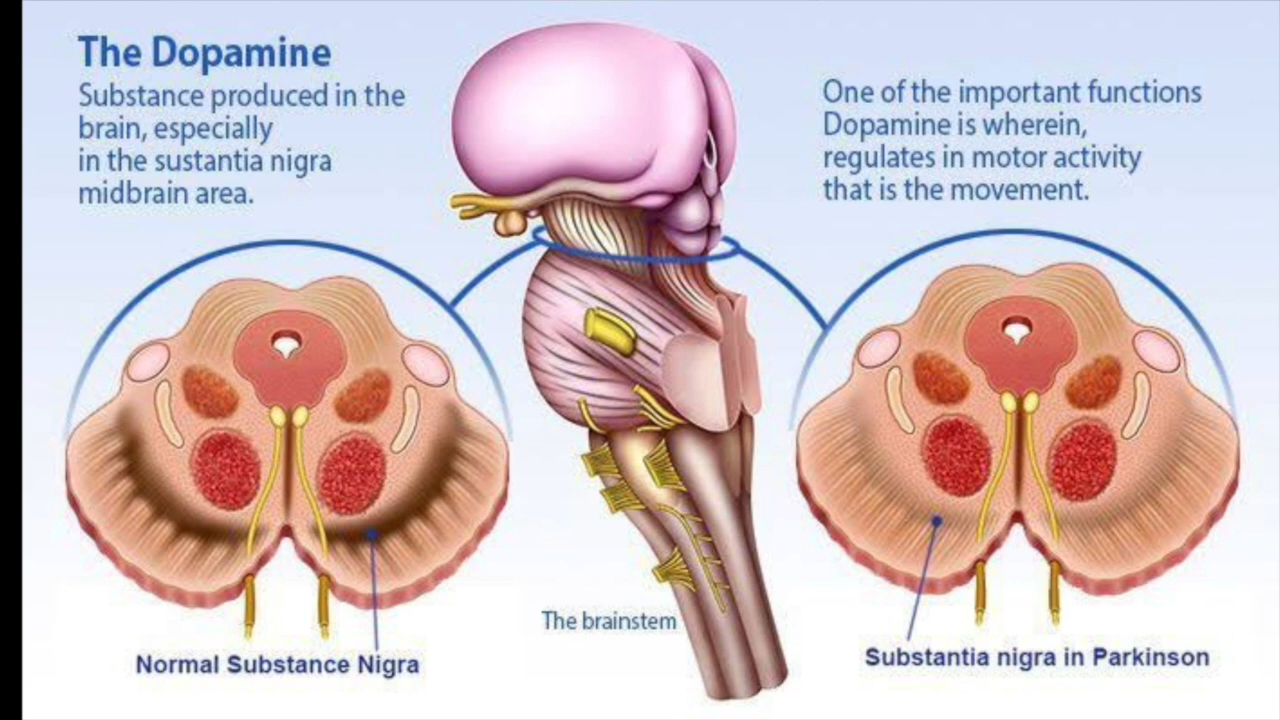 The Dopamine
Substance produced in the
brain, especially
in the sustantia nigra
midbrain area.
One of the important functions
Dopamine is wherein,
regulates in motor activity
that is the movement.
The brainstem
Normal Substance Nigra
Substantia nigra in Parkinson